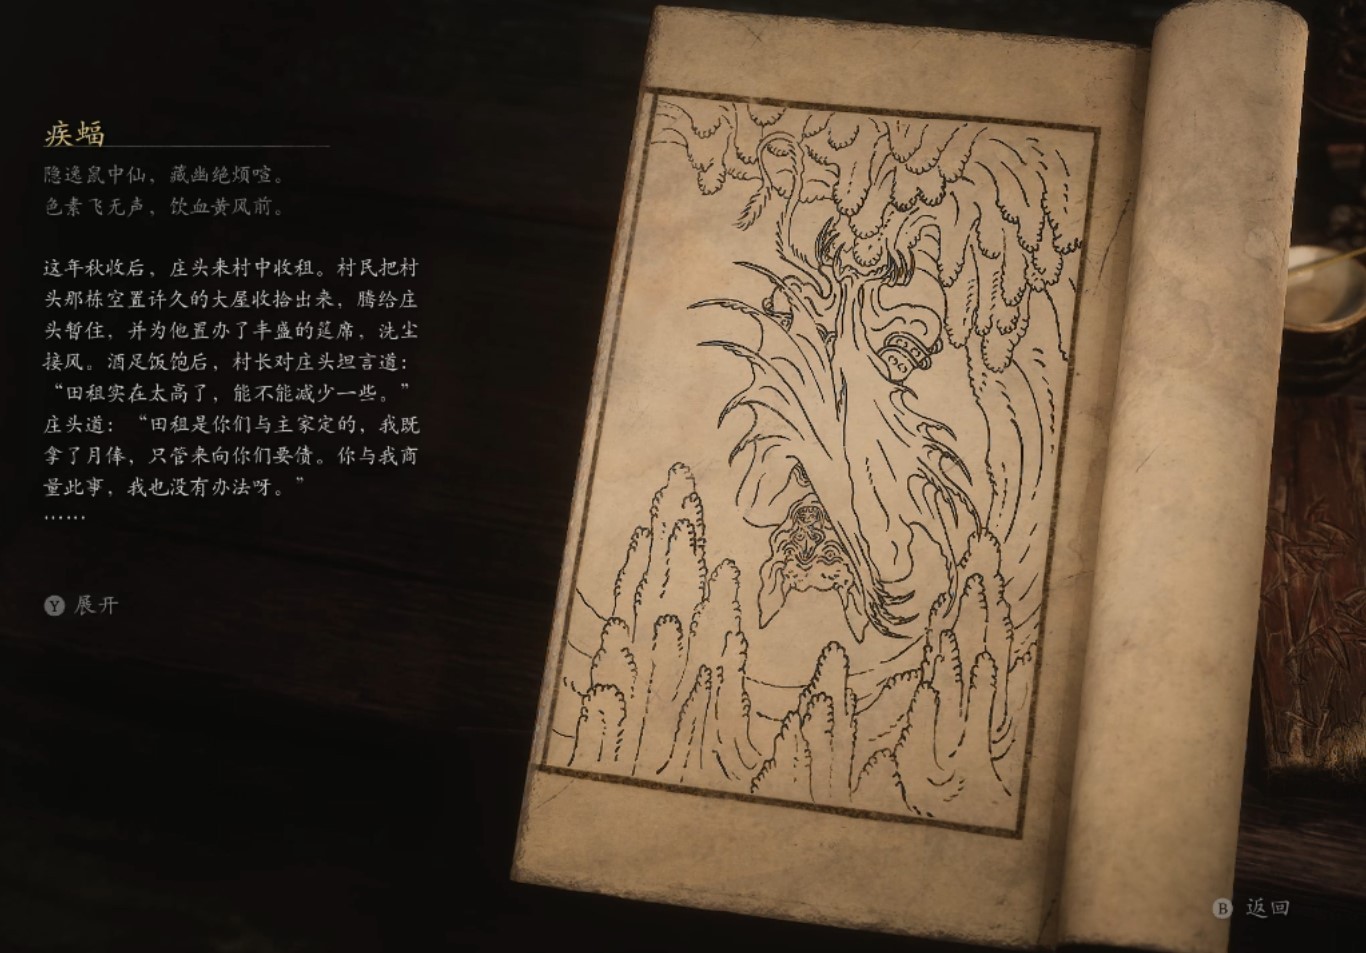 疾蝠
隐逸鼠中仙，藏幽绝烦喧。
色素飞无声，饮血黄风前。
这年秋收后，庄头来村中收租。村民把村
头那栋空置许久的大屋收拾出来，腾给庄
头暂住，并为他置办了丰盛的筵席，洗尘
接风。酒足饭饱后，村长对庄头坦言道：
“田租实在太高了，能不能减少一些。”
庄头道：“田租是你们与主家定的，我既
拿了月俸，只管来向你们要债。你与我商
量此事，我也没有办法呀。”
……
Y 展开
B 返回